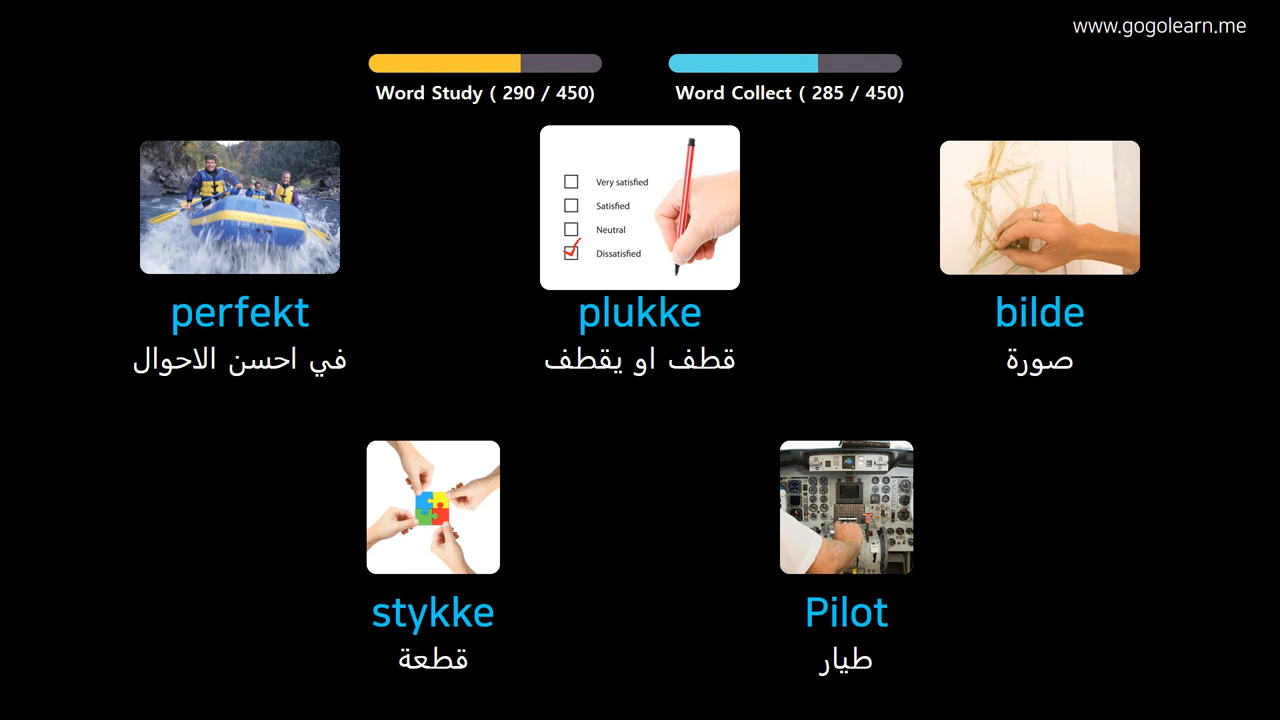 www.gogolearn.me
Word Study ( 290 / 450)
Word Collect ( 285 / 450)
Very satisfied
Satisfied
Neutral
Dissatisfied
perfekt
plukke
bilde
في احسن الاحوال
قطف او يقطف
صورة
stykke
Pilot
قطعة
طيار